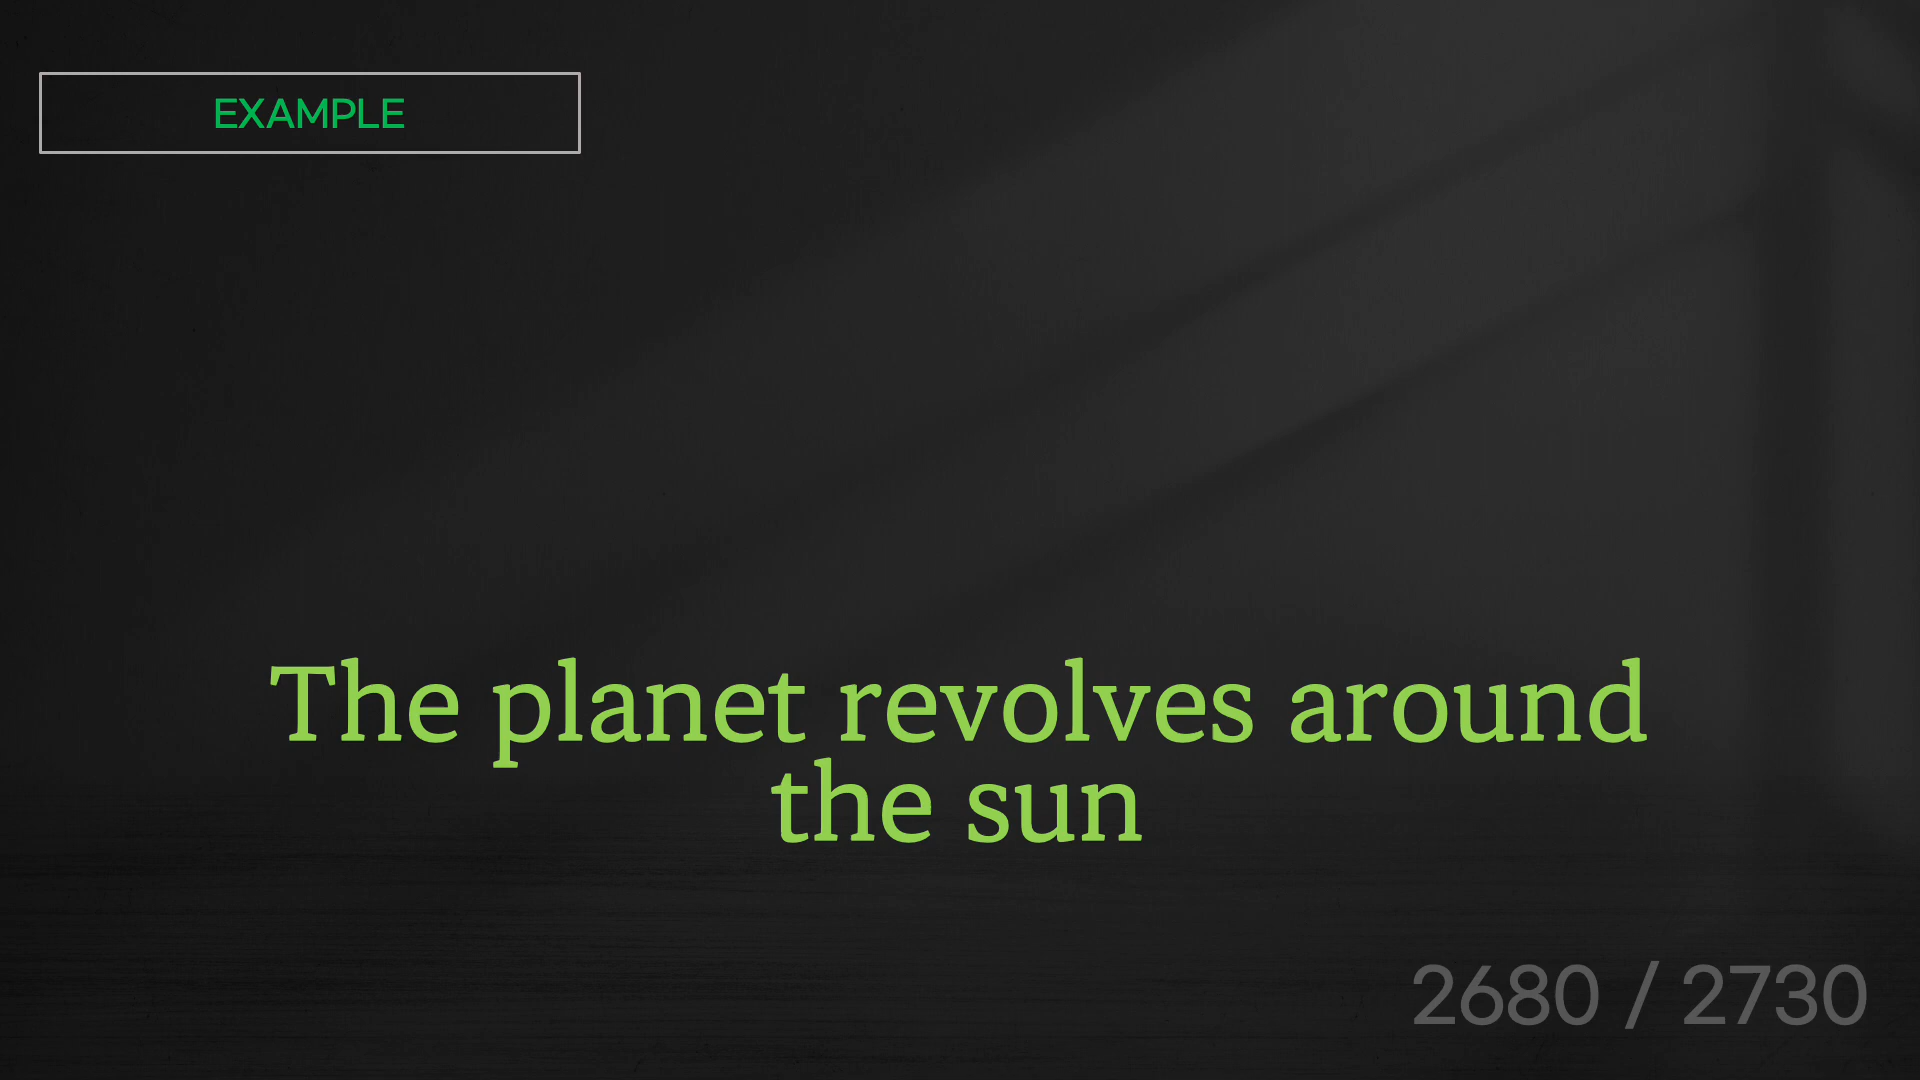 EXAMPLE
The planet revolves around
the sun
2680 / 2730